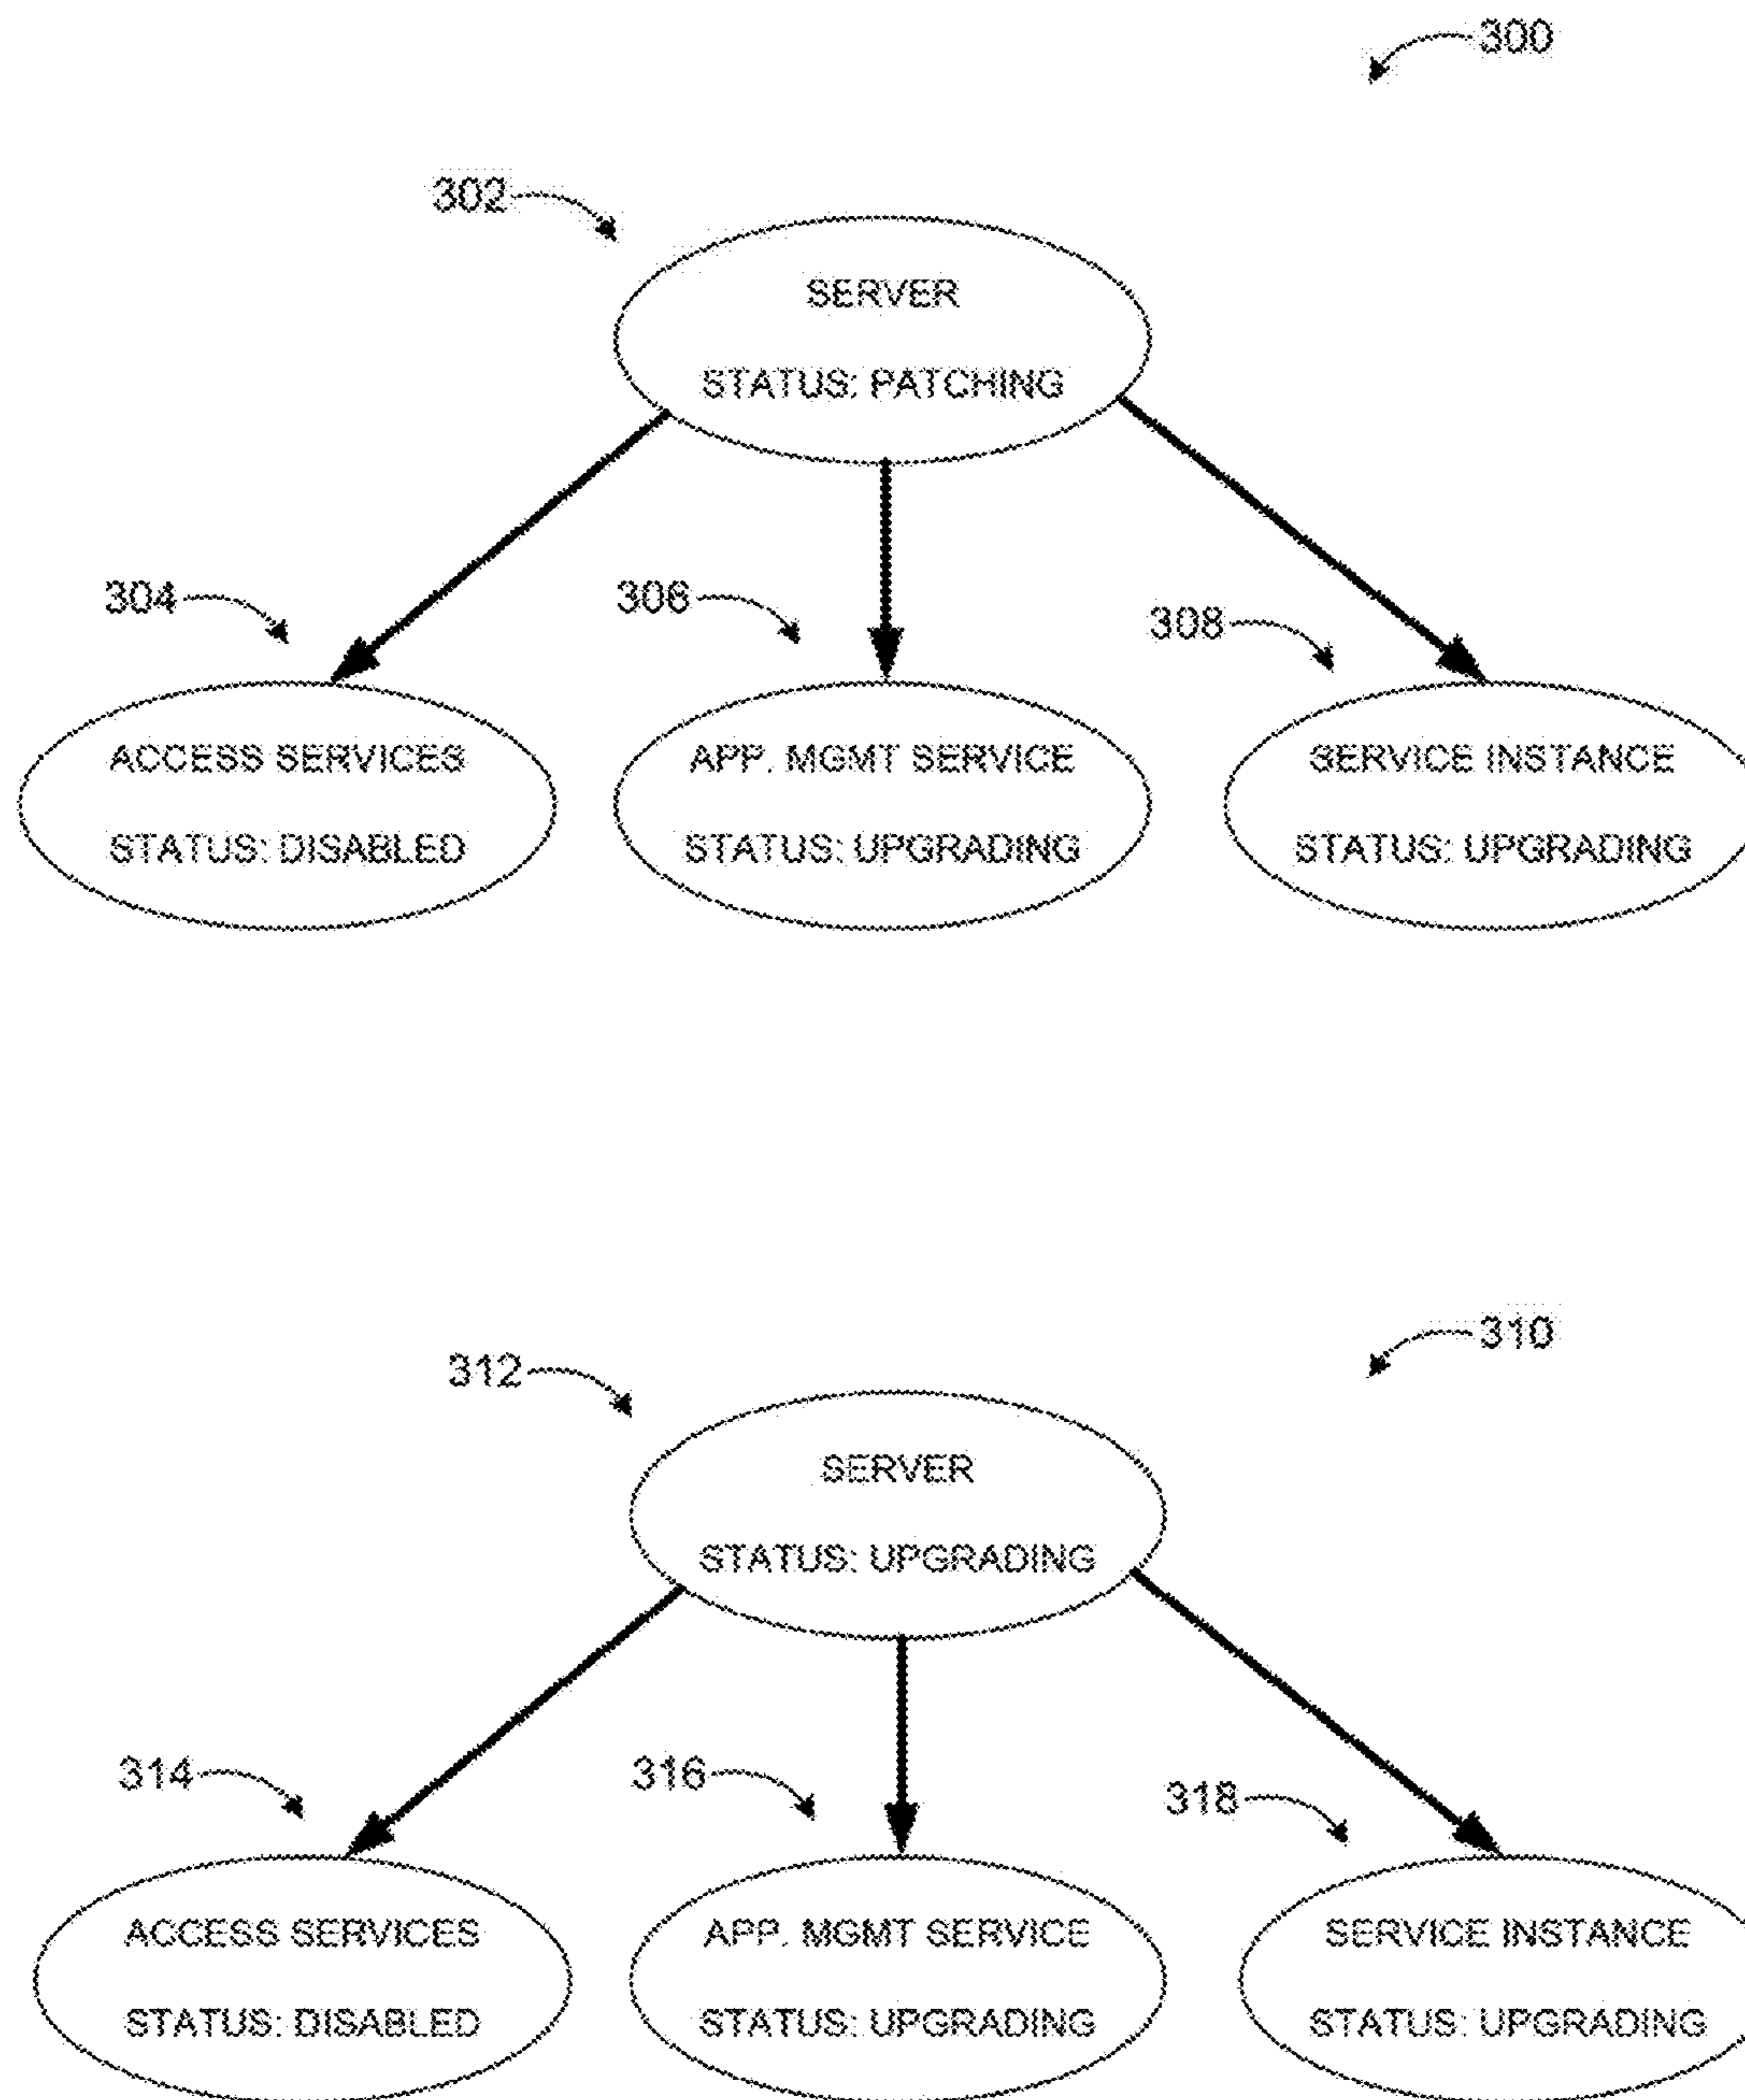 300
302
SERVER
STATUS: PATCHING
304
306
308
ACCESS SERVICES
STATUS: DISABLED
APP. MGMT SERVICE
STATUS: UPGRADING
SERVICE INSTANCE
STATUS: UPGRADING
310
312
SERVER
STATUS: UPGRADING
314
316
318
ACCESS SERVICES
STATUS: DISABLED
APP. MGMT SERVICE
STATUS: UPGRADING
SERVICE INSTANCE
STATUS: UPGRADING